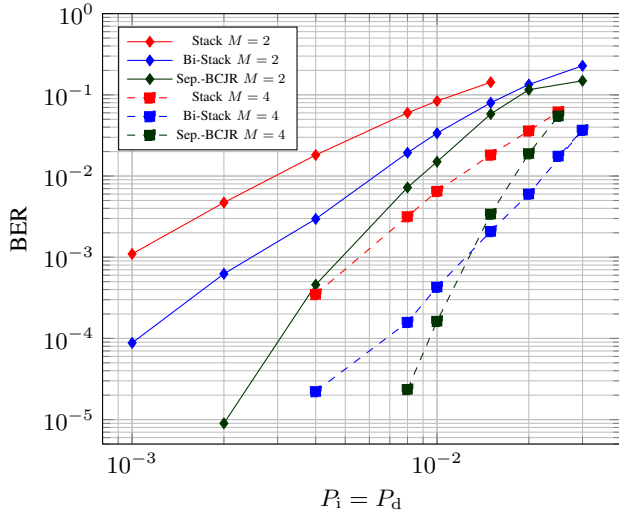 10^0
10^{-1}
10^{-2}
10^{-3}
10^{-4}
10^{-5}
BER
Stack M = 2
Bi-Stack M = 2
Sep.-BCJR M = 2
Stack M = 4
Bi-Stack M = 4
Sep.-BCJR M = 4
10^{-3}
10^{-2}
P_i = P_d